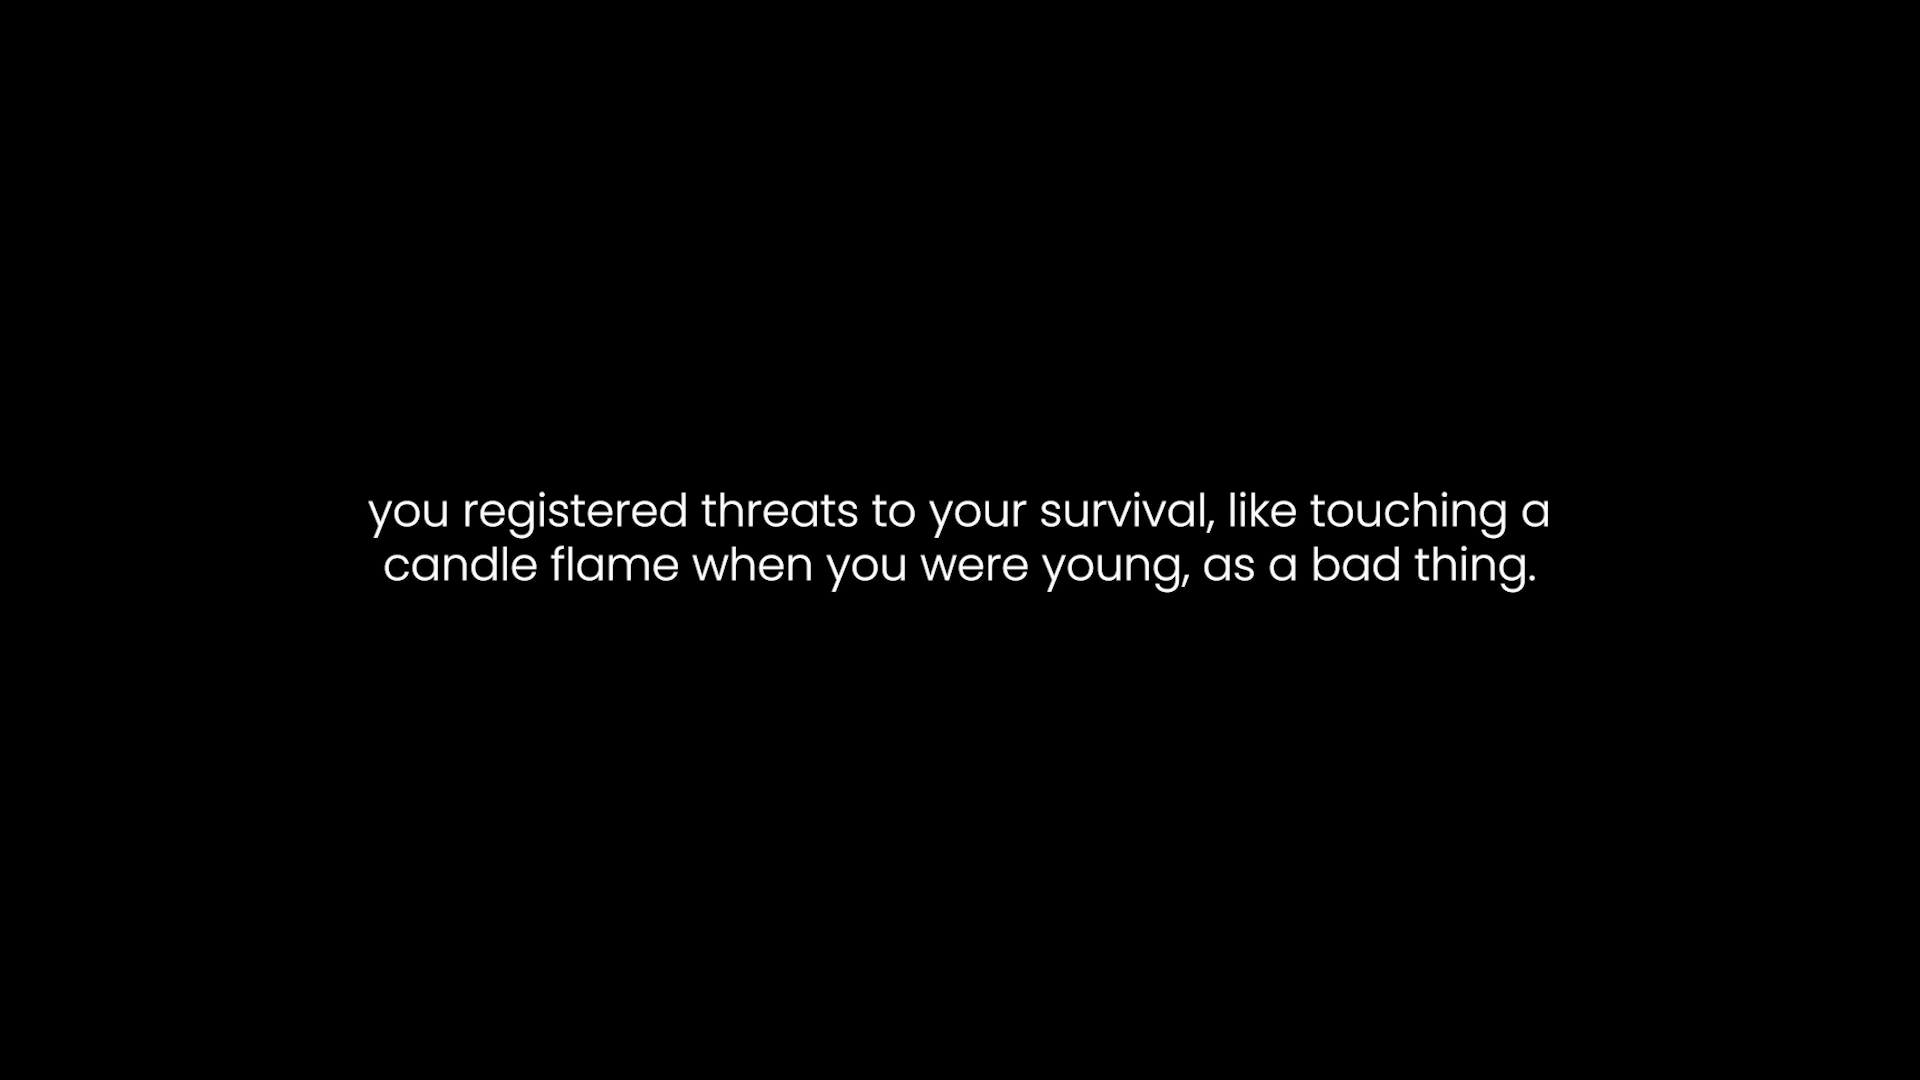 you registered threats to your survival, like touching a
candle flame when you were young, as a bad thing.